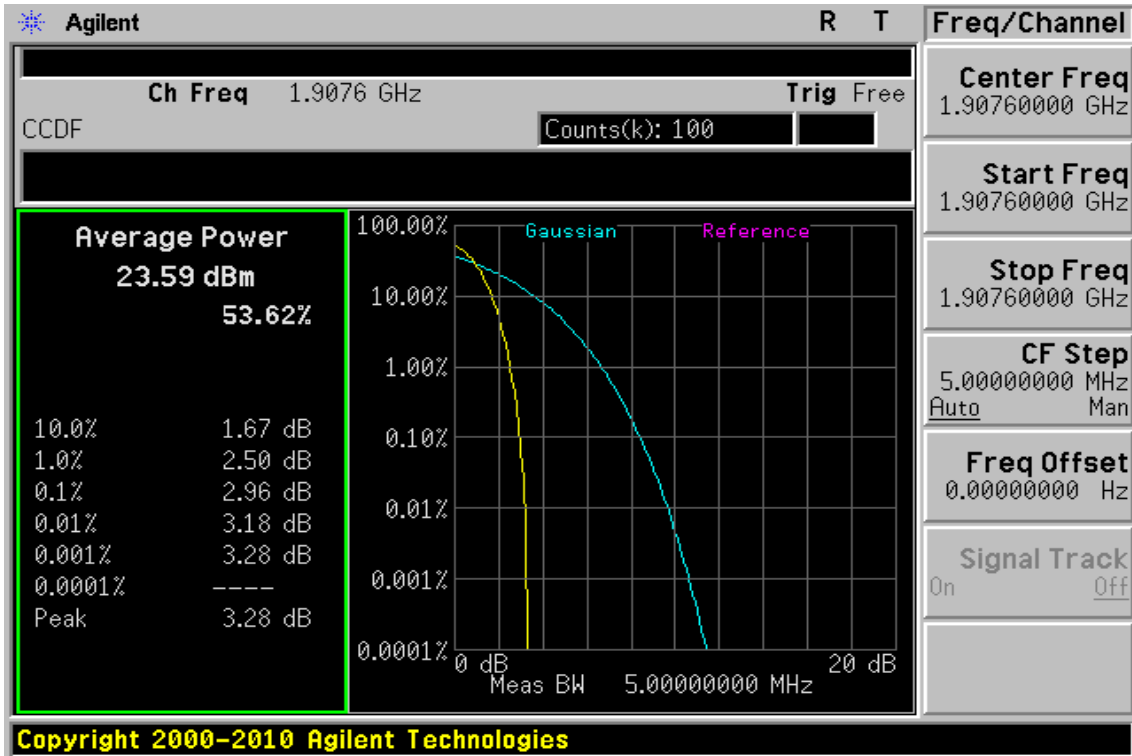 Agilent R T
Ch Freq 1.9076 GHz Trig Free
CCDF Counts(k): 100
Average Power
23.59 dBm
53.62%
10.0% 1.67 dB
1.0% 2.50 dB
0.1% 2.96 dB
0.01% 3.18 dB
0.001% 3.28 dB
0.0001% ----
Peak 3.28 dB
Gaussian Reference
100.00%
10.00%
1.00%
0.10%
0.01%
0.001%
0.0001%
0 dB 20 dB
Meas BW 5.00000000 MHz
Freq/Channel
Center Freq
1.90760000 GHz
Start Freq
1.90760000 GHz
Stop Freq
1.90760000 GHz
CF Step
5.00000000 MHz
Auto Man
Freq Offset
0.00000000 Hz
Signal Track
On Off
Copyright 2000-2010 Agilent Technologies